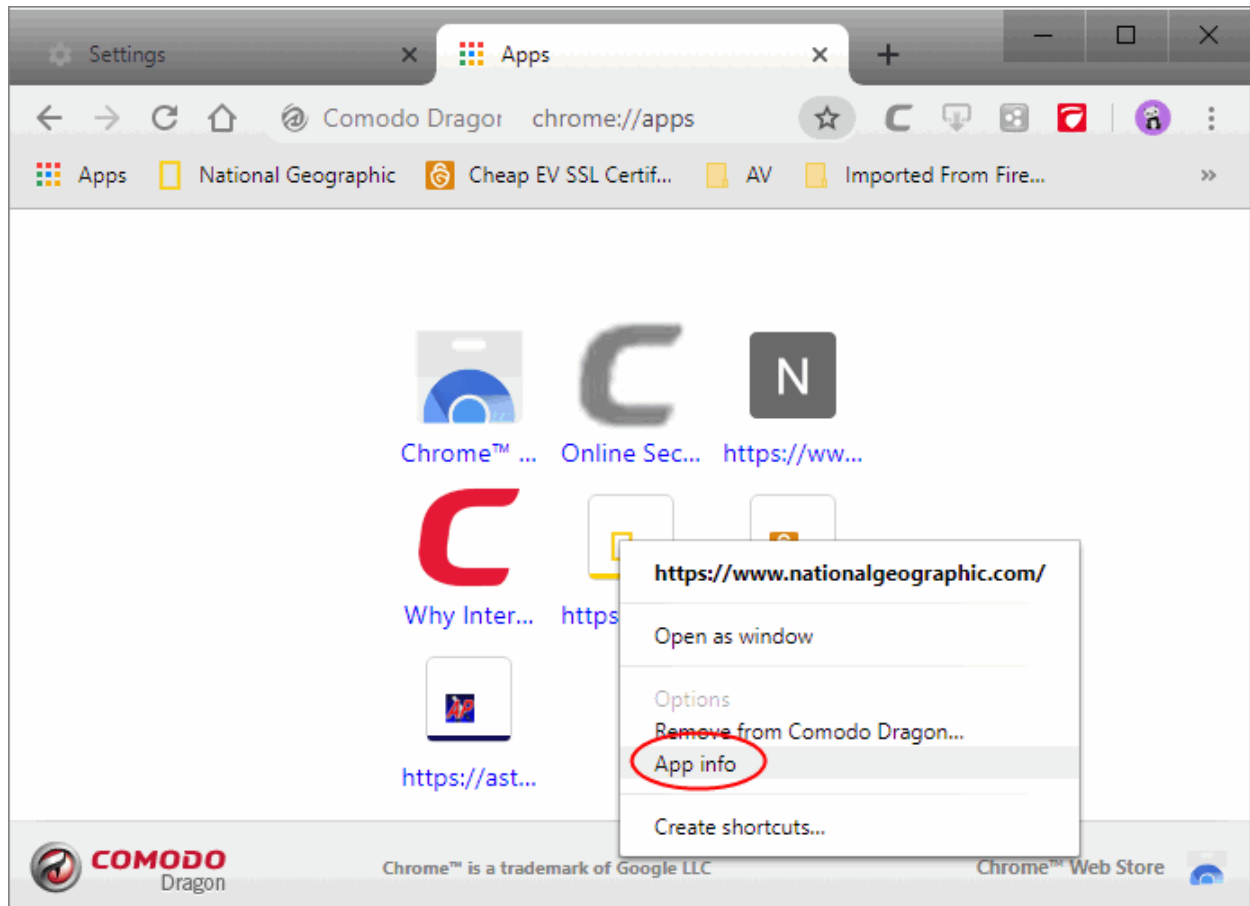 Settings
Apps
Comodo Dragor chrome://apps
Apps National Geographic Cheap EV SSL Certif... AV Imported From Fire... »
N
Chrome™ ... Online Sec... https://ww...
Why Inter... https
https://www.nationalgeographic.com/
Open as window
Options
Remove from Comodo Dragon...
AP
App info
https://ast...
Create shortcuts...
COMODO
Dragon
Chrome™ is a trademark of Google LLC
Chrome™ Web Store